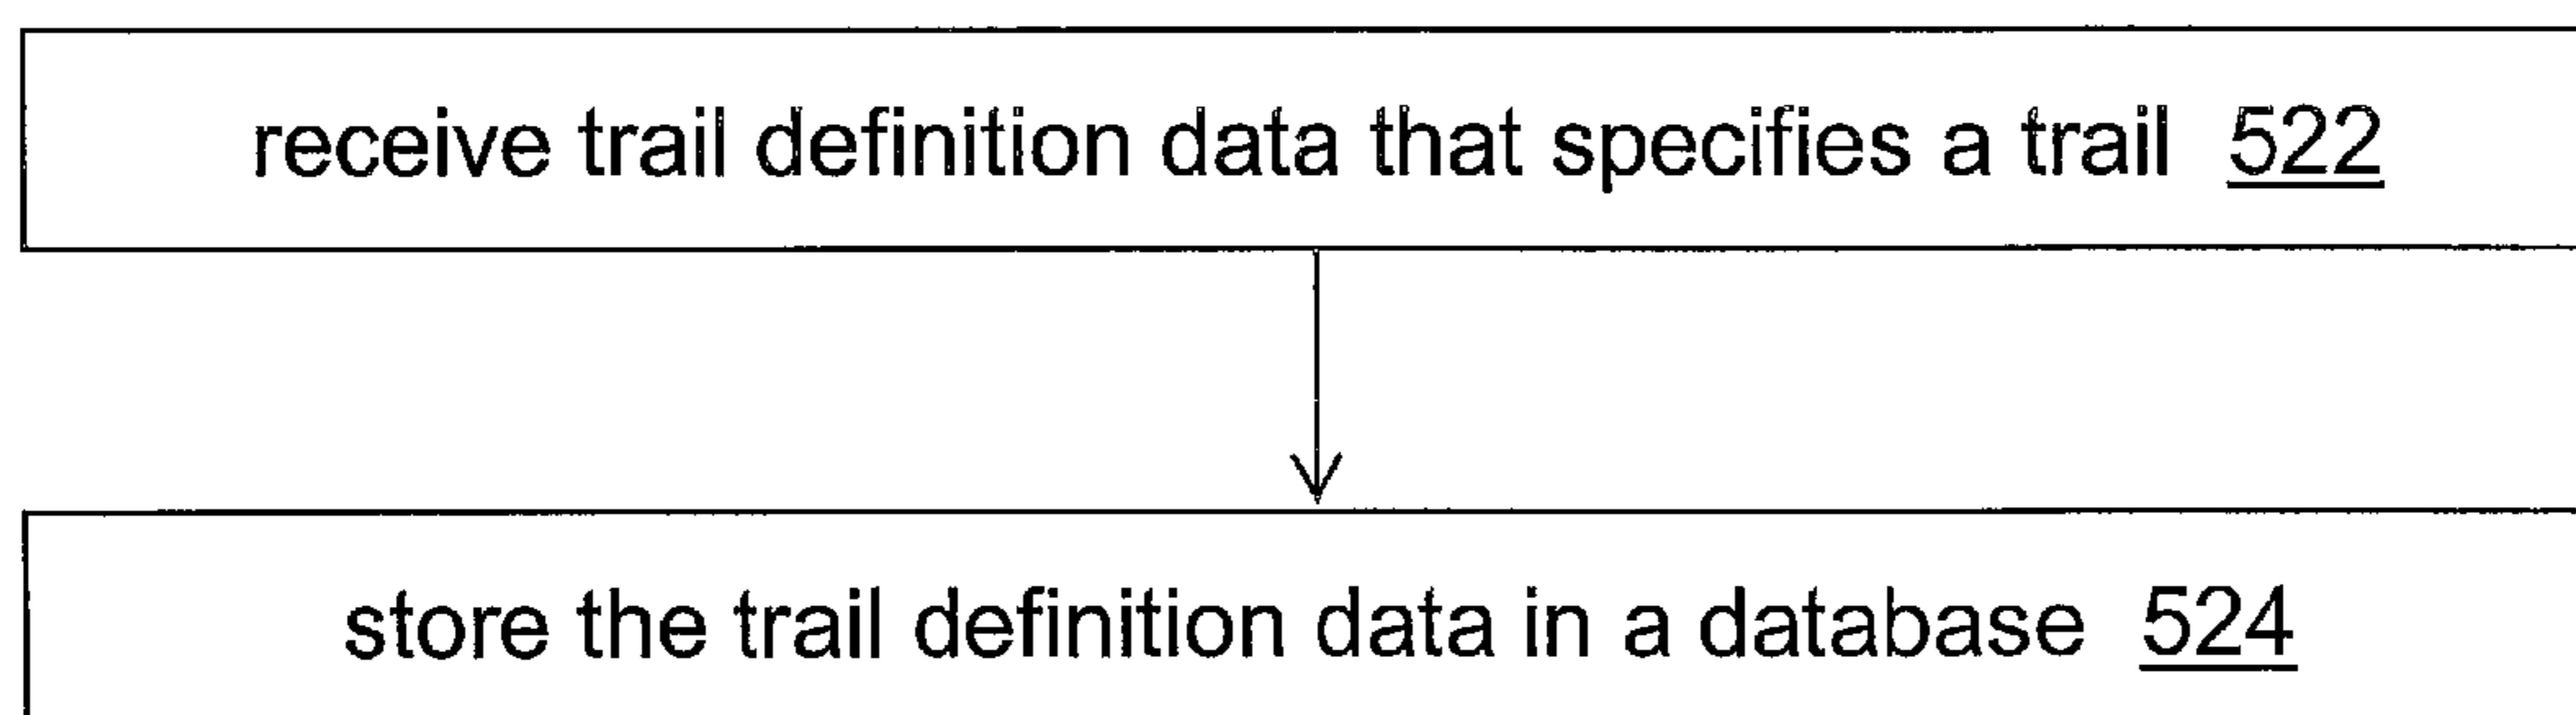 receive trail definition data that specifies a trail 522
store the trail definition data in a database 524